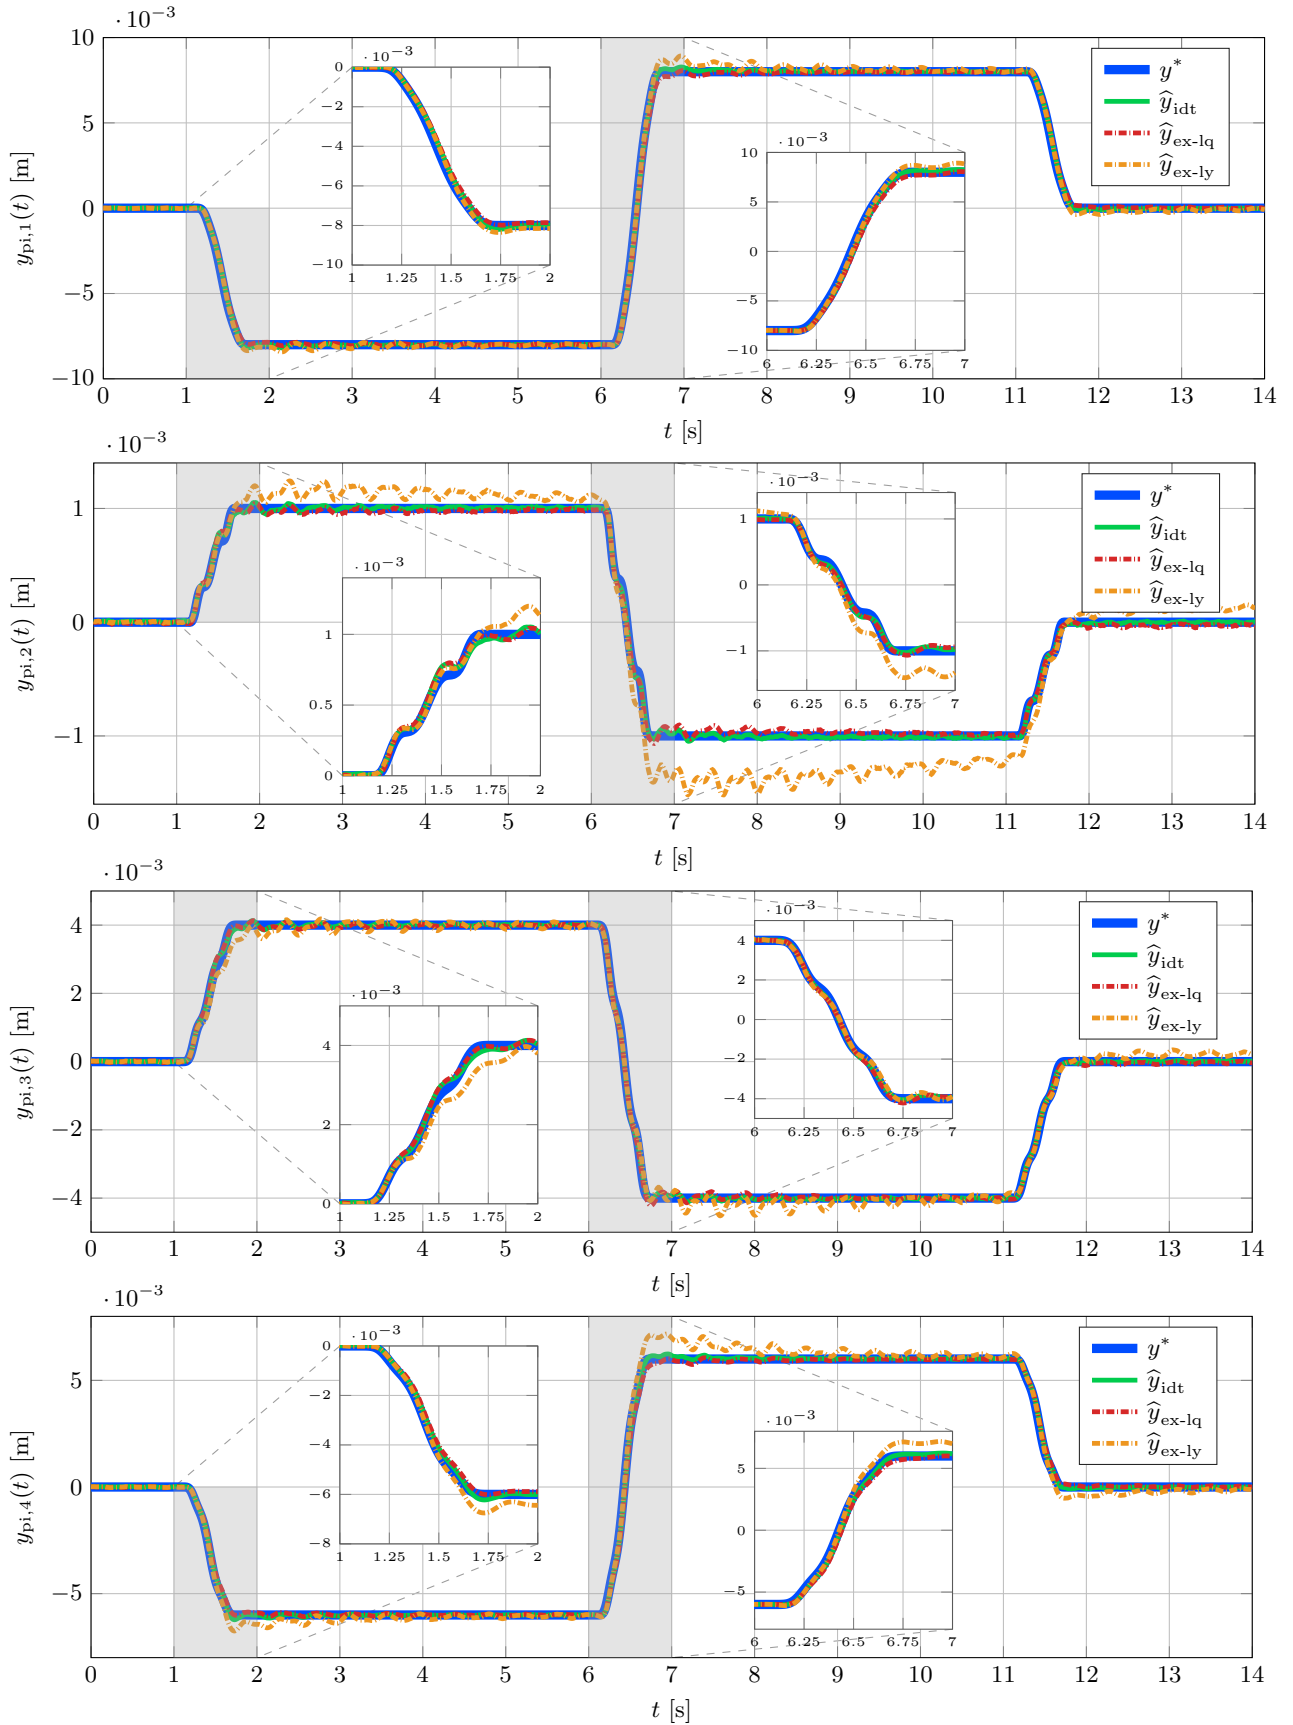 · 10⁻³
10
5
0
−5
−10
y_pi,1(t) [m]
0 1 2 3 4 5 6 7 8 9 10 11 12 13 14
t [s]
· 10⁻³
0
−2
−4
−6
−8
−10
1 1.25 1.5 1.75 2
· 10⁻³
10
5
0
−5
−10
6 6.25 6.5 6.75 7
y*
ŷ_idt
ŷ_ex-lq
ŷ_ex-ly
· 10⁻³
1
0
−1
y_pi,2(t) [m]
0 1 2 3 4 5 6 7 8 9 10 11 12 13 14
t [s]
· 10⁻³
1
0.5
0
1 1.25 1.5 1.75 2
· 10⁻³
1
0
−1
6 6.25 6.5 6.75 7
y*
ŷ_idt
ŷ_ex-lq
ŷ_ex-ly
· 10⁻³
4
2
0
−2
−4
y_pi,3(t) [m]
0 1 2 3 4 5 6 7 8 9 10 11 12 13 14
t [s]
· 10⁻³
4
2
0
1 1.25 1.5 1.75 2
· 10⁻³
4
2
0
−2
−4
6 6.25 6.5 6.75 7
y*
ŷ_idt
ŷ_ex-lq
ŷ_ex-ly
· 10⁻³
5
0
−5
y_pi,4(t) [m]
0 1 2 3 4 5 6 7 8 9 10 11 12 13 14
t [s]
· 10⁻³
0
−2
−4
−6
−8
1 1.25 1.5 1.75 2
· 10⁻³
5
0
−5
6 6.25 6.5 6.75 7
y*
ŷ_idt
ŷ_ex-lq
ŷ_ex-ly